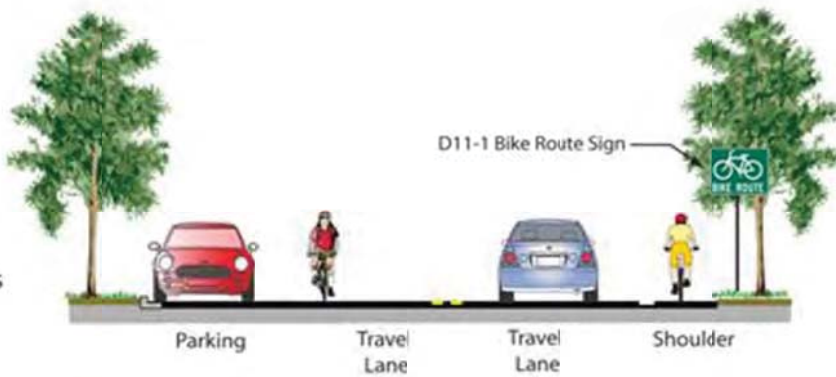 D11-1 Bike Route Sign
BIKE ROUTE
s
Parking
Travel
Lane
Travel
Lane
Shoulder